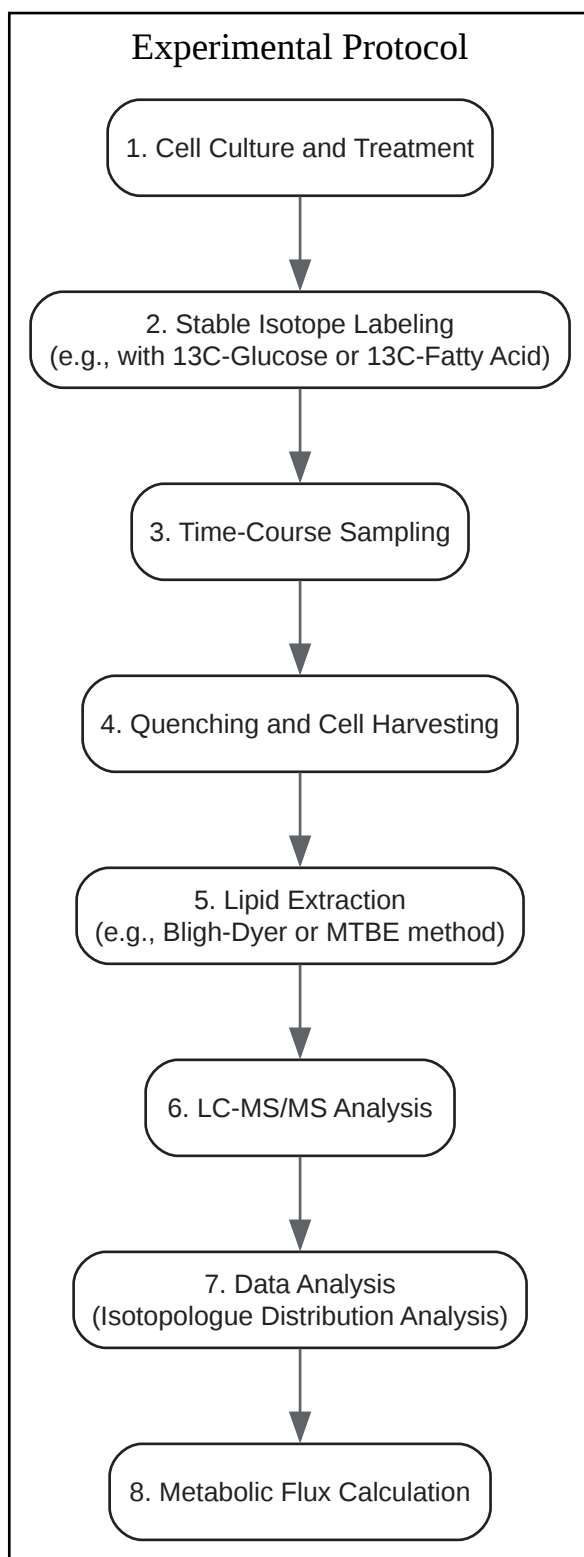 Experimental Protocol
1. Cell Culture and Treatment
2. Stable Isotope Labeling
(e.g., with 13C-Glucose or 13C-Fatty Acid)
3. Time-Course Sampling
4. Quenching and Cell Harvesting
5. Lipid Extraction
(e.g., Bligh-Dyer or MTBE method)
6. LC-MS/MS Analysis
7. Data Analysis
(Isotopologue Distribution Analysis)
8. Metabolic Flux Calculation